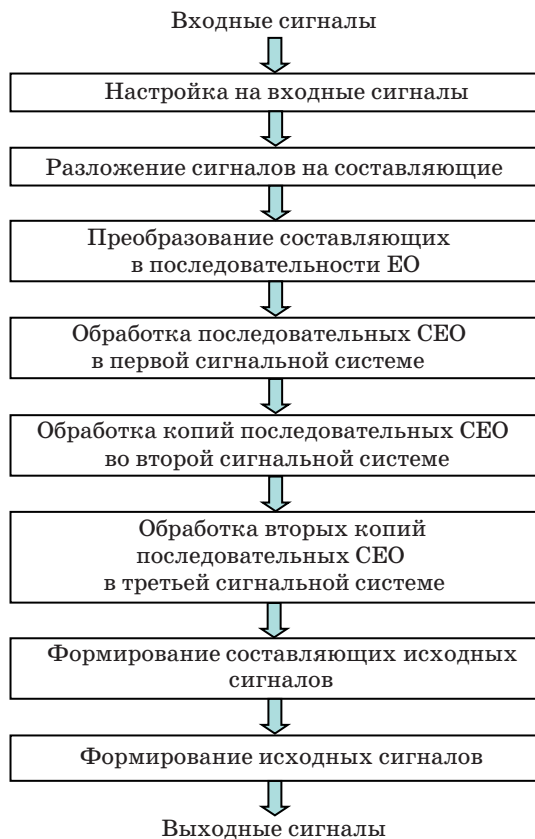 Входные сигналы
Настройка на входные сигналы
Разложение сигналов на составляющие
Преобразование составляющих
в последовательности ЕО
Обработка последовательных СЕО
в первой сигнальной системе
Обработка копий последовательных СЕО
во второй сигнальной системе
Обработка вторых копий
последовательных СЕО
в третьей сигнальной системе
Формирование составляющих исходных
сигналов
Формирование исходных сигналов
Выходные сигналы